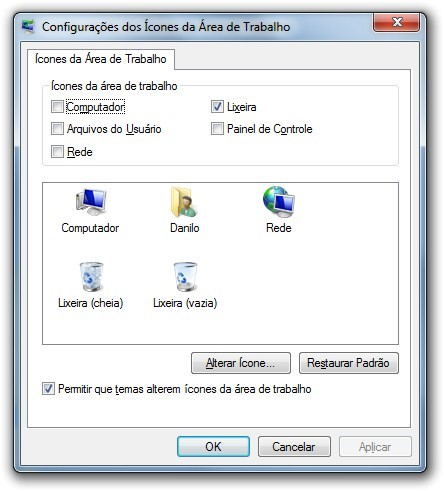 Configurações dos Ícones da Área de Trabalho
Ícones da Área de Trabalho
Ícones da área de trabalho
Computador
Lixeira
Arquivos do Usuário
Painel de Controle
Rede
Computador
Danilo
Rede
Lixeira (cheia)
Lixeira (vazia)
Alterar Ícone...
Restaurar Padrão
Permitir que temas alterem ícones da área de trabalho
OK
Cancelar
Aplicar